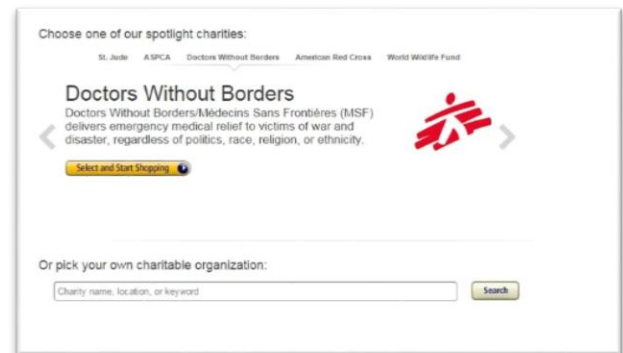 Choose one of our spotlight charities:
St. Jude ASPCA Doctors Without Borders American Red Cross World Wildlife Fund
Doctors Without Borders
Doctors Without Borders/Médecins Sans Frontières (MSF)
delivers emergency medical relief to victims of war and
disaster, regardless of politics, race, religion, or ethnicity.
Select and Start Shopping
Or pick your own charitable organization:
Charity name, location, or keyword
Search